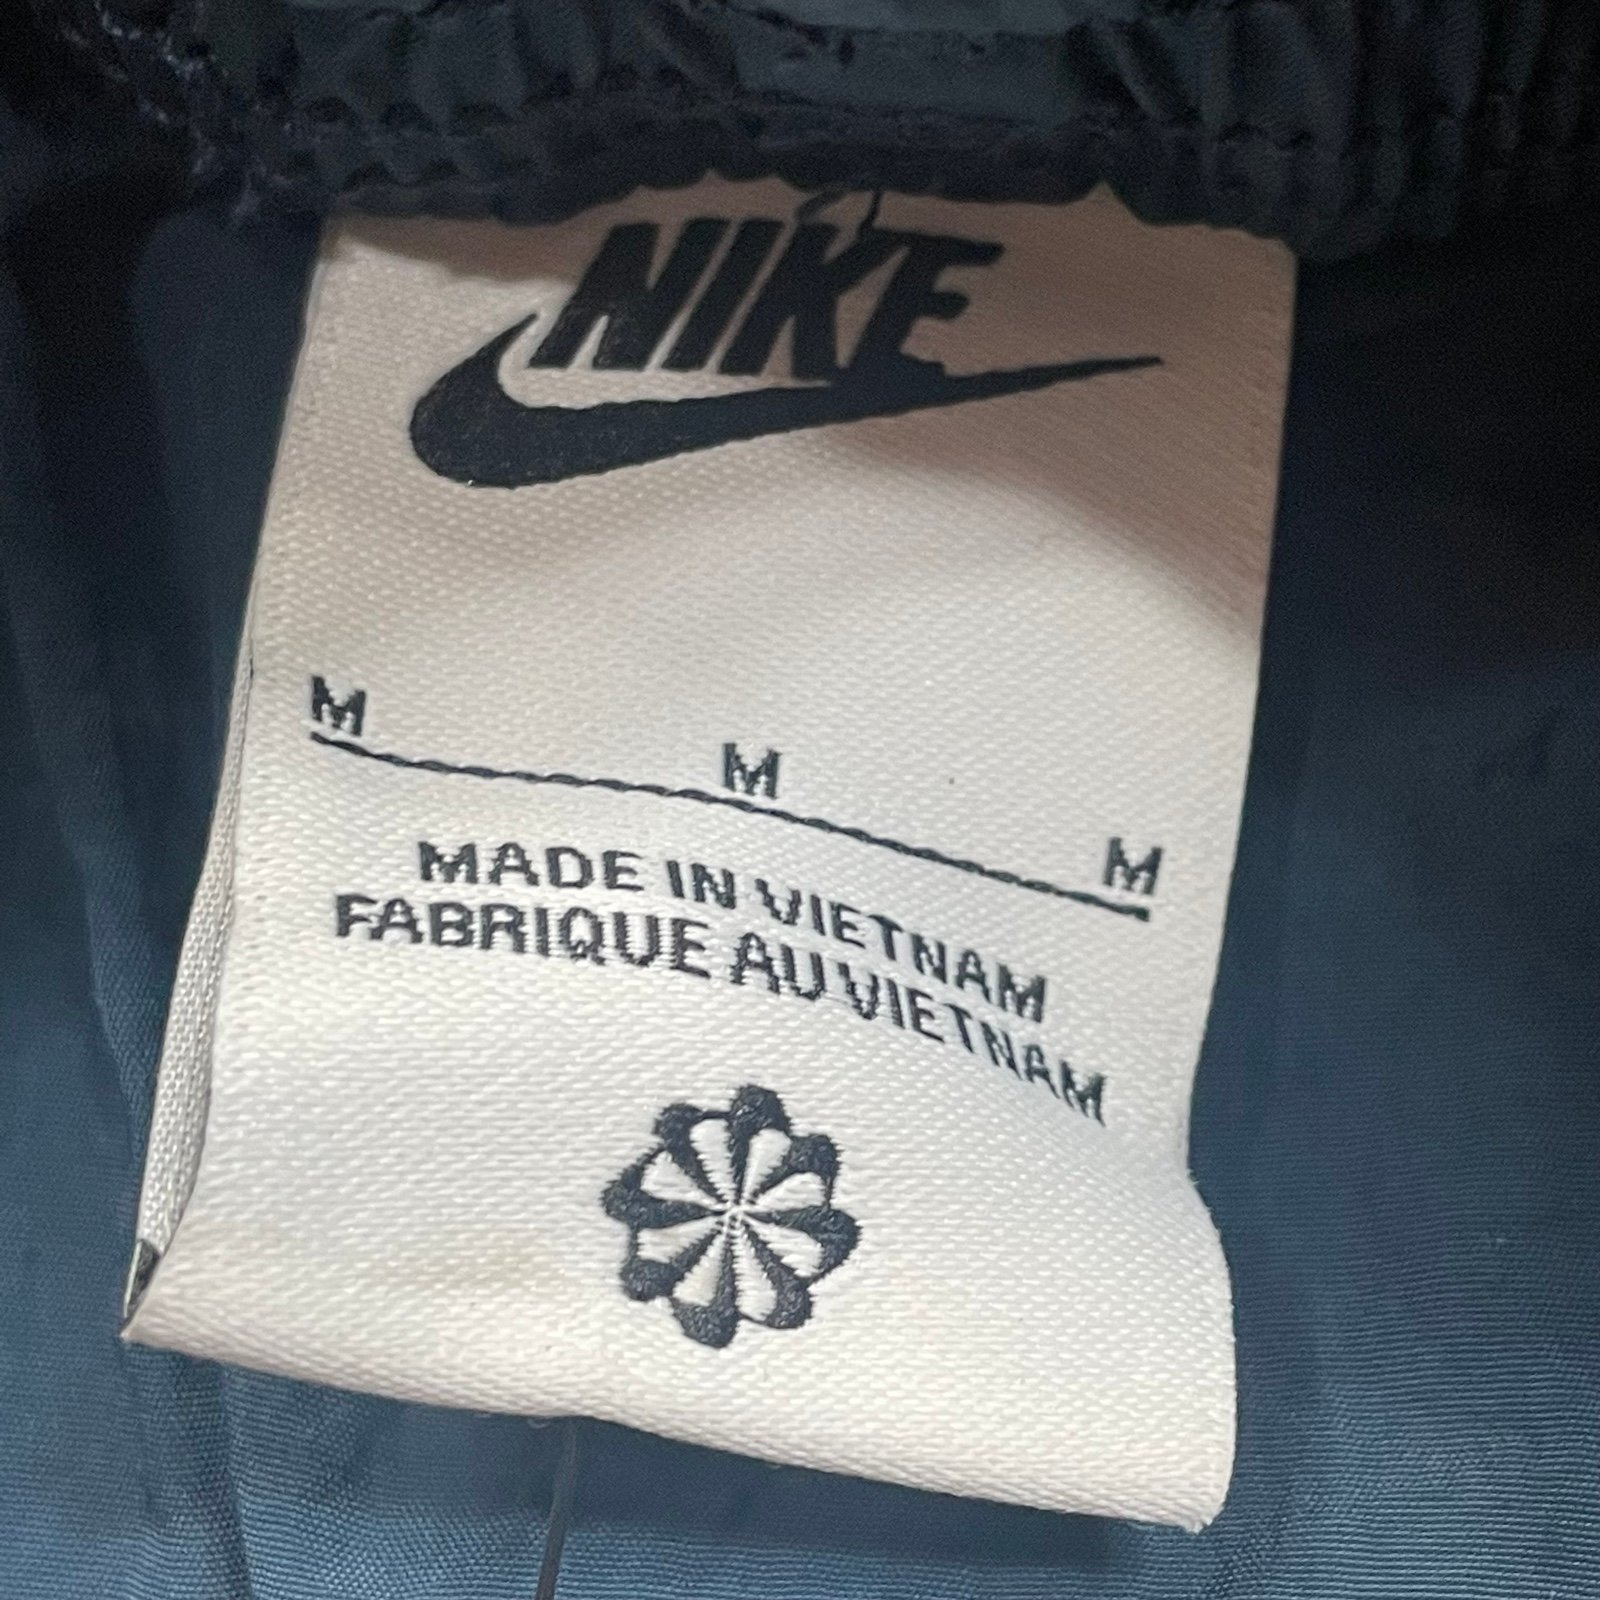 NIKE
M M M
MADE IN VIETNAM
FABRIQUE AU VIETNAM